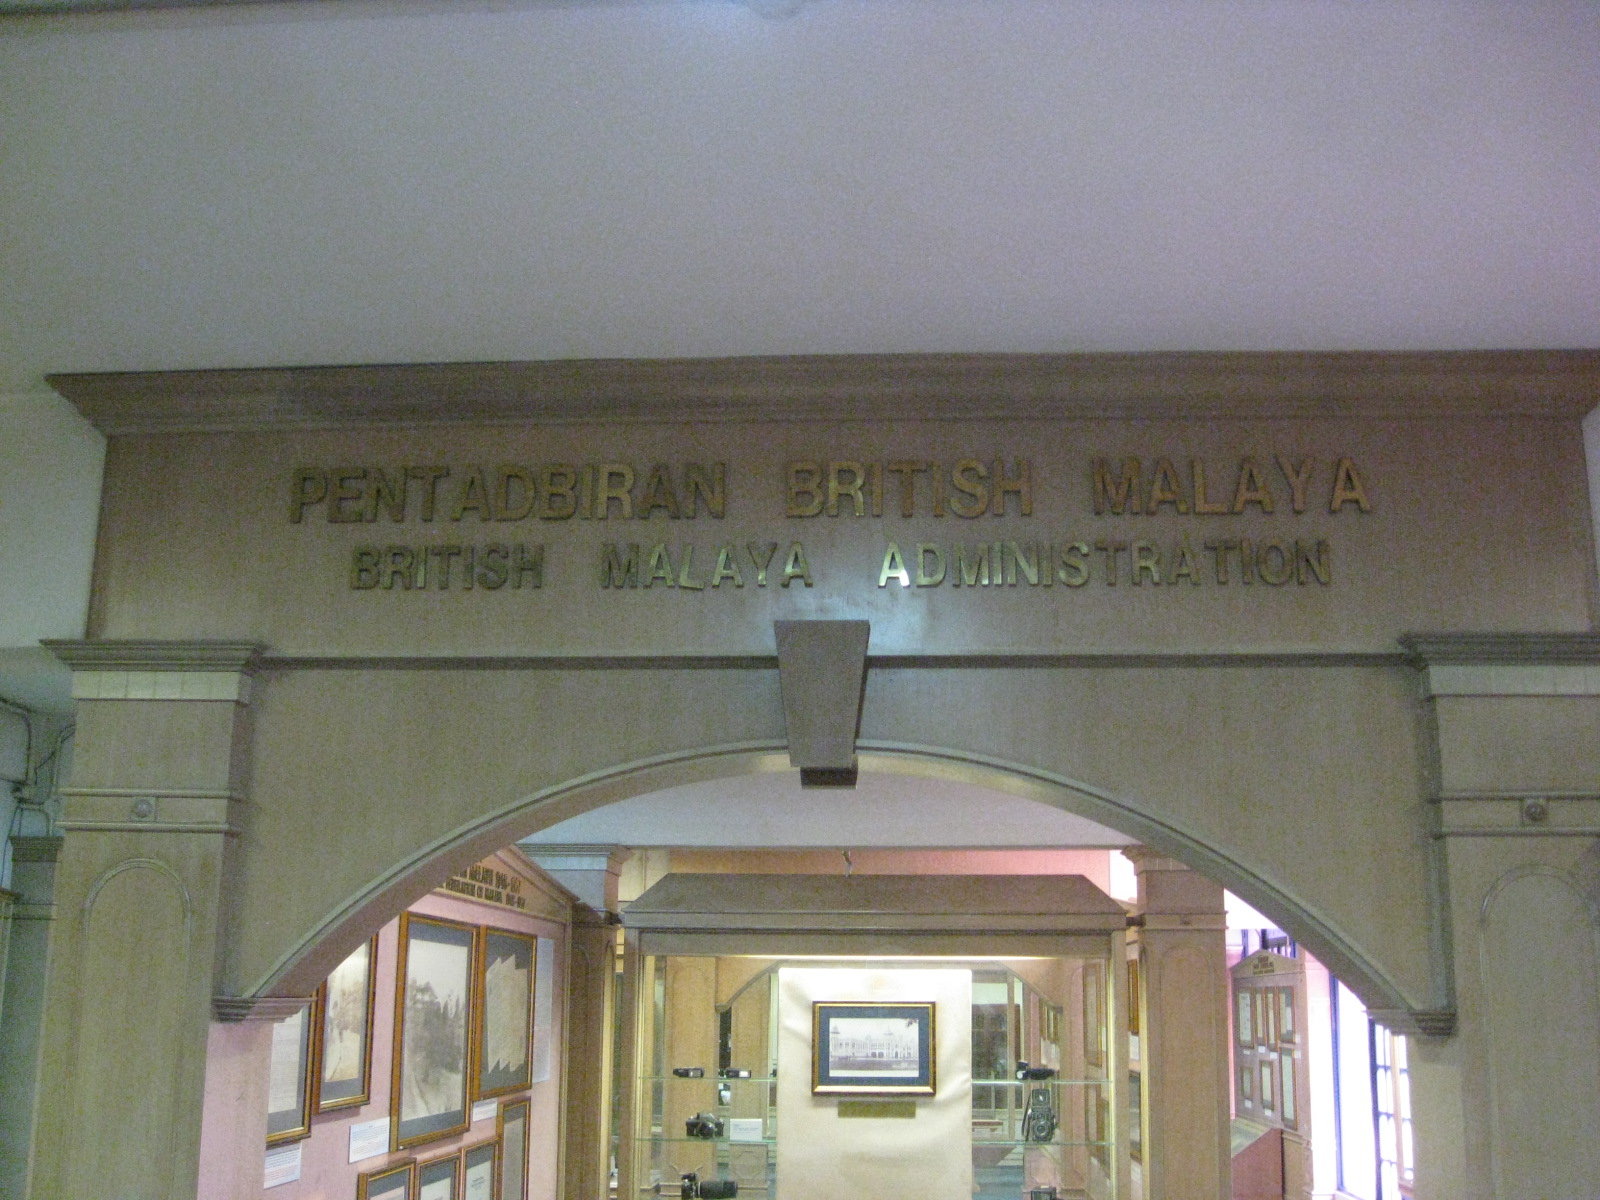 PENTADBIRAN BRITISH MALAYA
BRITISH MALAYA ADMINISTRATION